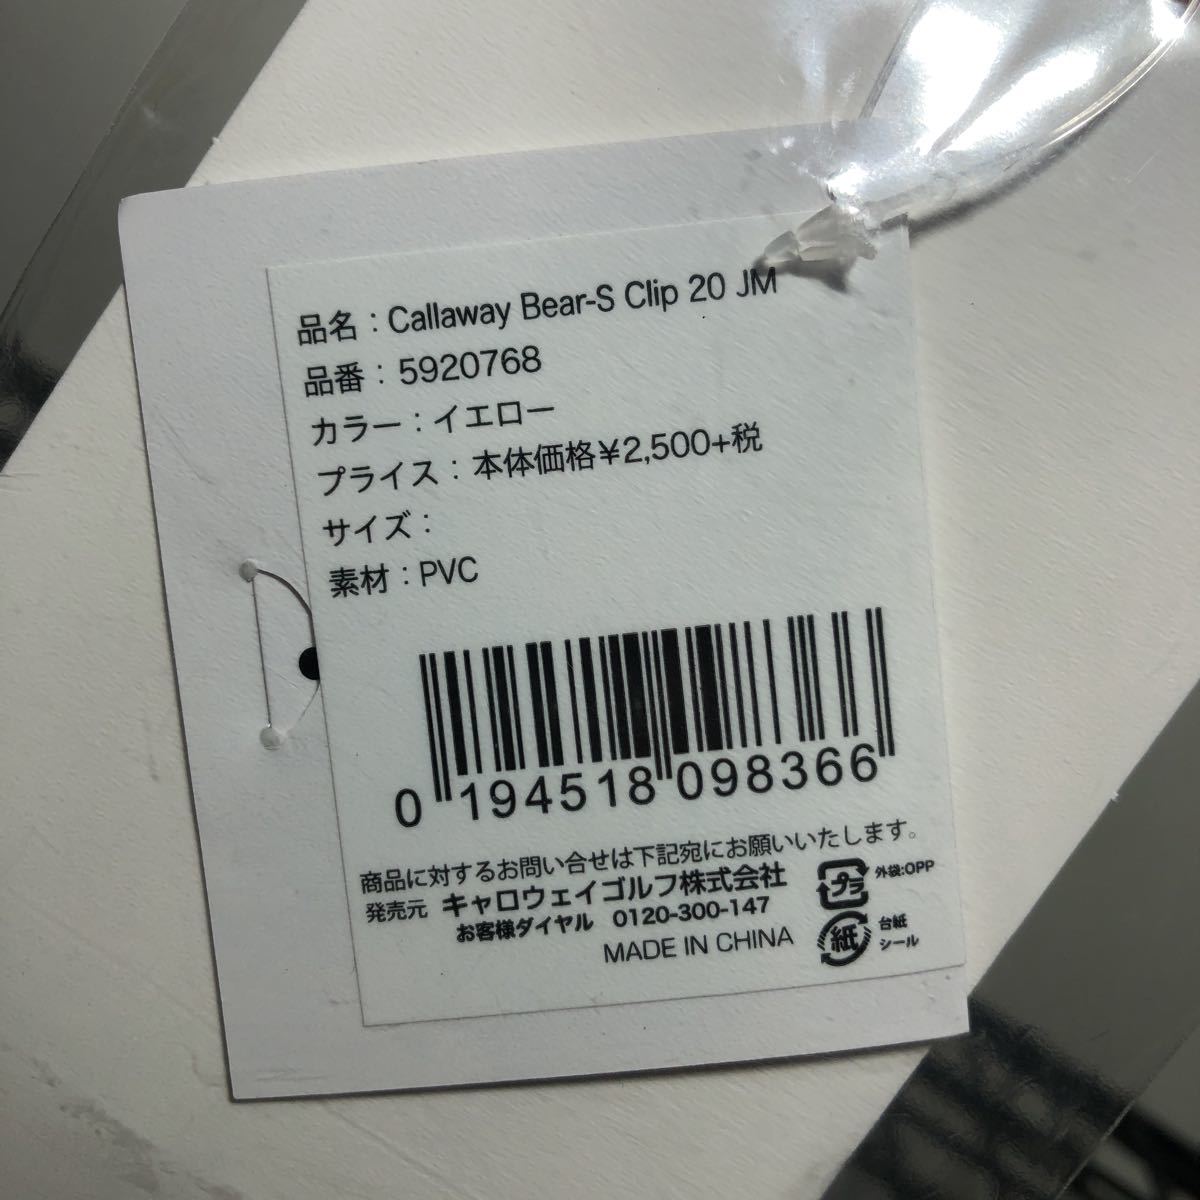 品名：Callaway Bear-S Clip 20 JM
品番：5920768
カラー：イエロー
プライス：本体価格¥2,500+税
サイズ：
素材：PVC
0 194518 098366
商品に対するお問い合せは下記宛にお願いいたします。
発売元 キャロウェイゴルフ株式会社
お客様ダイヤル 0120-300-147
MADE IN CHINA
プラ 外袋:OPP
紙 台紙
シール